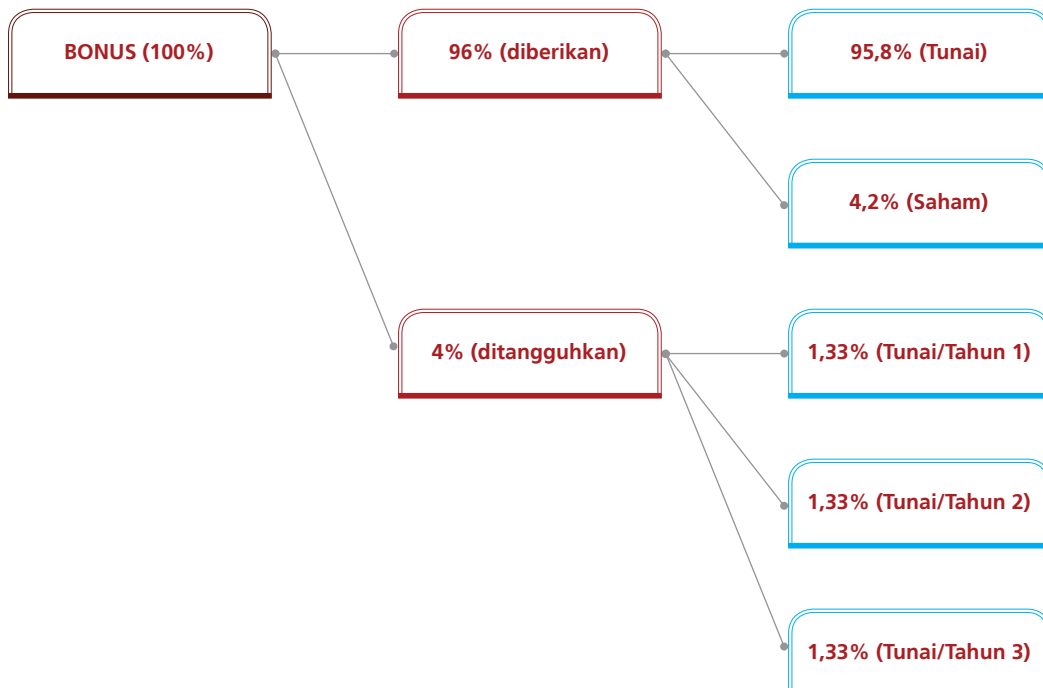 BONUS (100%)
96% (diberikan)
95,8% (Tunai)
4,2% (Saham)
4% (ditangguhkan)
1,33% (Tunai/Tahun 1)
1,33% (Tunai/Tahun 2)
1,33% (Tunai/Tahun 3)